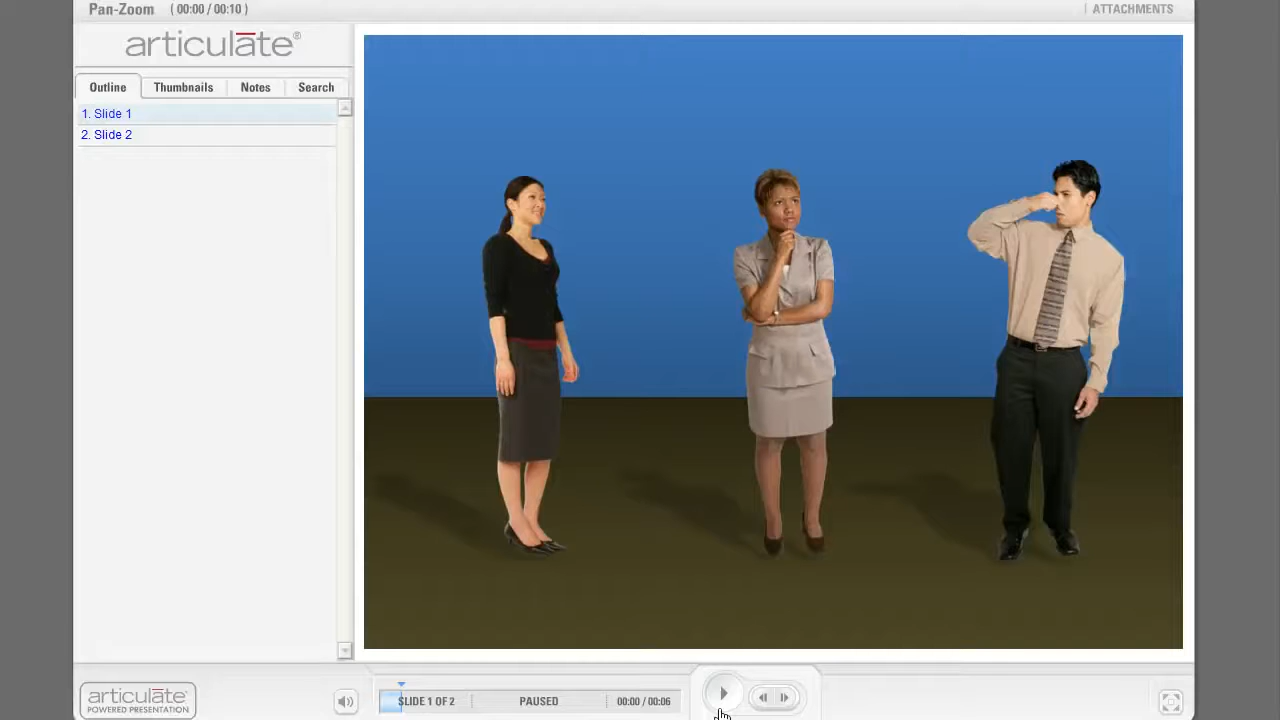 Pan-Zoom (00:00 / 00:10)
ATTACHMENTS
articulate®
Outline Thumbnails Notes Search
1. Slide 1
2. Slide 2
articulate®
POWERED PRESENTATION
SLIDE 1 OF 2 PAUSED 00:00 / 00:06